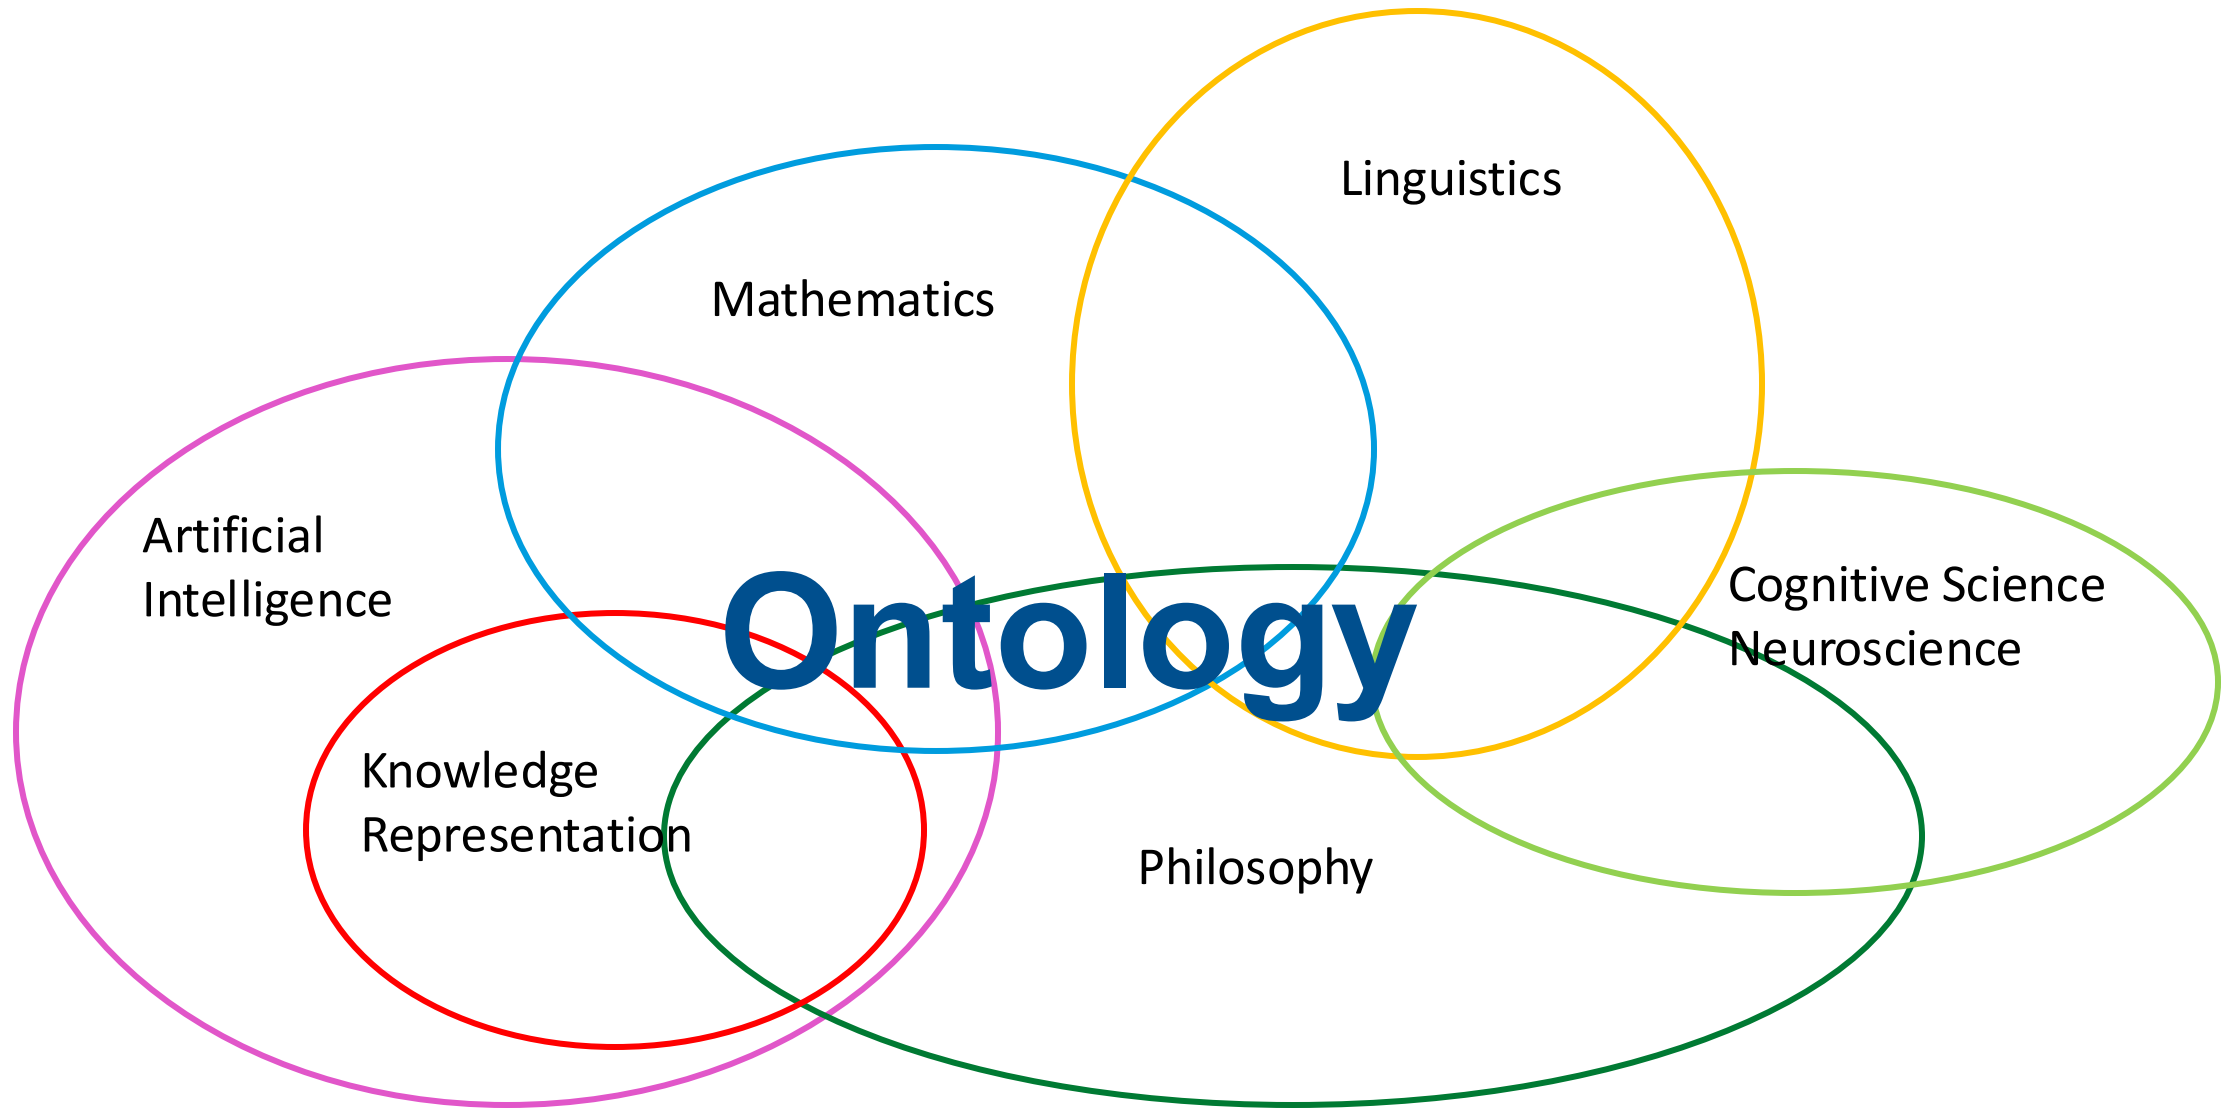 Linguistics
Mathematics
Artificial
Intelligence
Ontology
Cognitive Science
Neuroscience
Knowledge
Representation
Philosophy